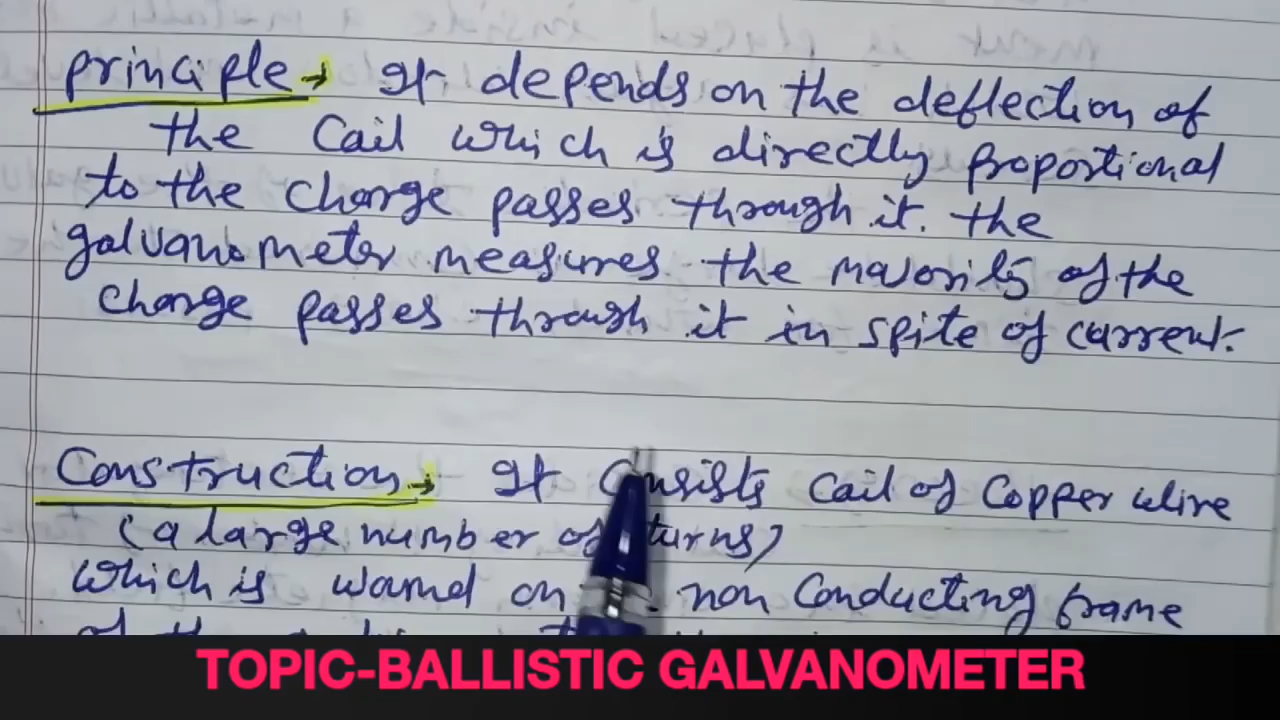 principle → It depends on the deflection of
the Cail which is directly proportional
to the charge passes through it. the
galvanometer measures the majority of the
charge passes through it in spite of current.
Construction → It Consists Cail of Copper wire
(a large number of turns)
which is wound on non Conducting frame
TOPIC-BALLISTIC GALVANOMETER